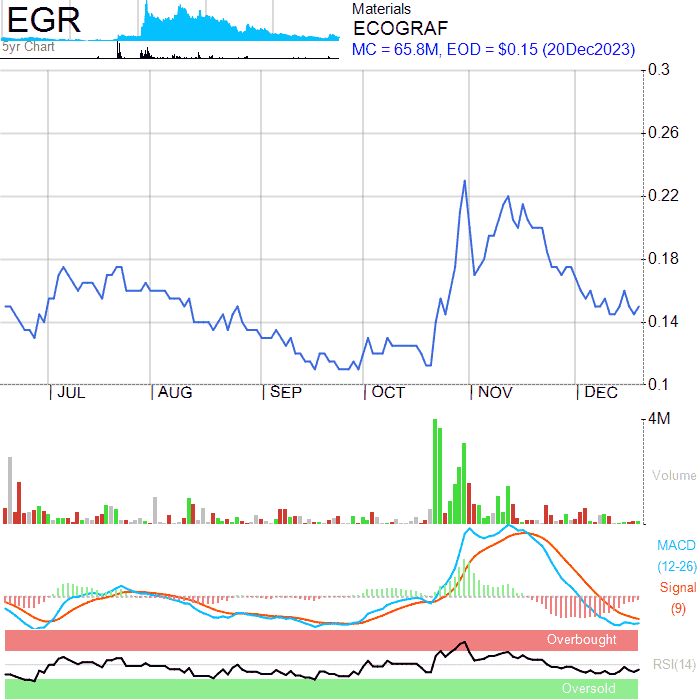 EGR
5yr Chart
Materials
ECOGRAF
MC = 65.8M, EOD = $0.15 (20Dec2023)
0.3
0.26
0.22
0.18
0.14
0.1
JUL AUG SEP OCT NOV DEC
4M
Volume
MACD
(12-26)
Signal
(9)
Overbought
RSI(14)
Oversold